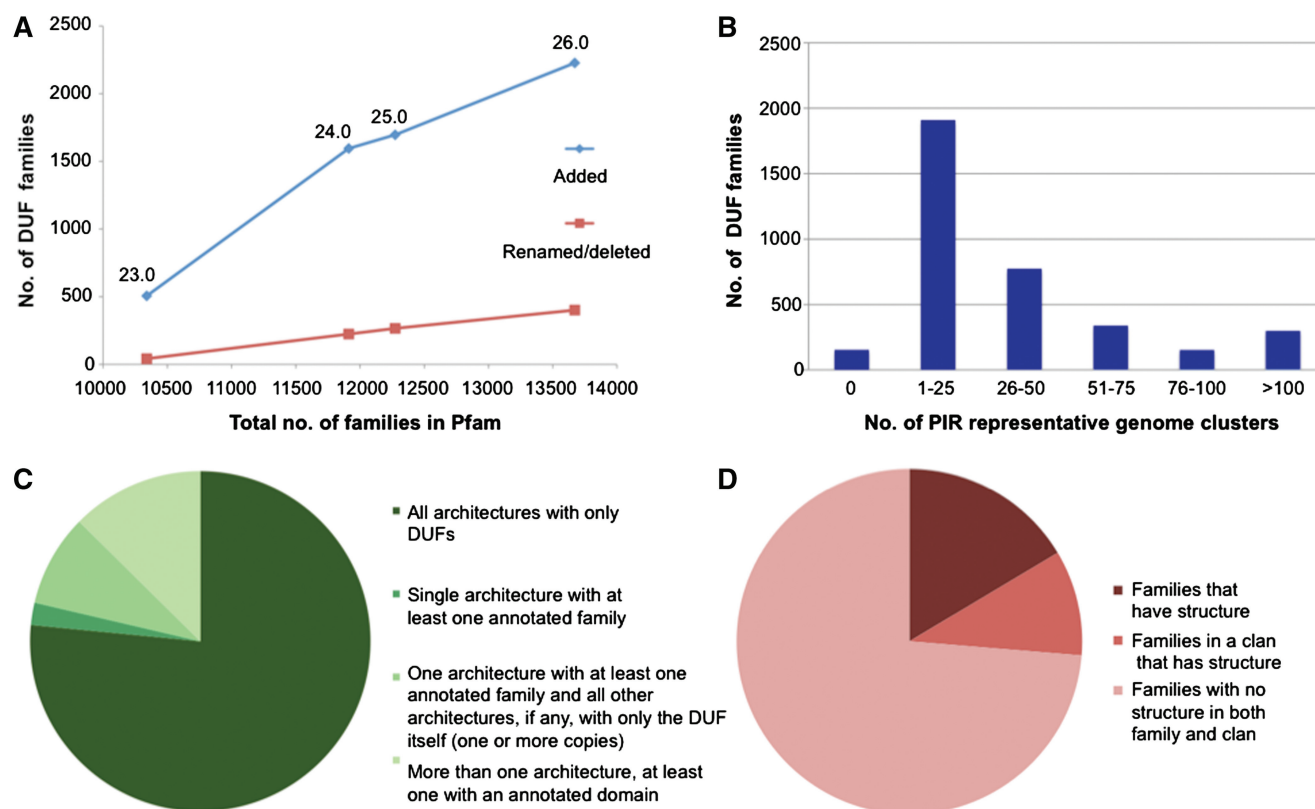 A
No. of DUF families
2500
2000
1500
1000
500
0
23.0
24.0
25.0
26.0
Added
Renamed/deleted
10000 10500 11000 11500 12000 12500 13000 13500 14000
Total no. of families in Pfam
B
No. of DUF families
2500
2000
1500
1000
500
0
0 1-25 26-50 51-75 76-100 >100
No. of PIR representative genome clusters
C
All architectures with only
DUFs
Single architecture with at
least one annotated family
One architecture with at least one
annotated family and all other
architectures, if any, with only the DUF
itself (one or more copies)
More than one architecture, at least
one with an annotated domain
D
Families that
have structure
Families in a clan
that has structure
Families with no
structure in both
family and clan